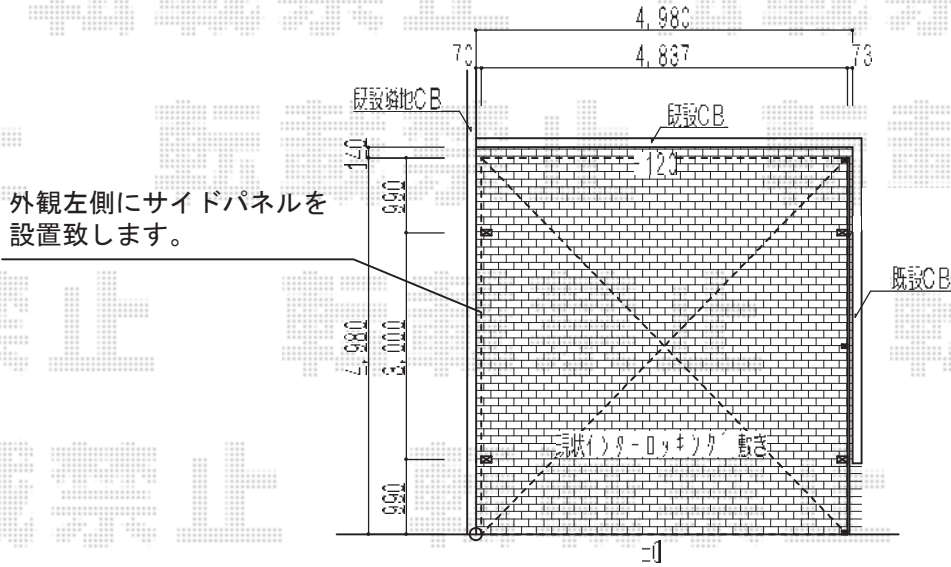 4,980
70
4,837
73
既設隣地CB
既設CB
140
120
990
外観左側にサイドパネルを
設置致します。
既設CB
4,980
3,000
現状インターロッキング敷き
990
±0